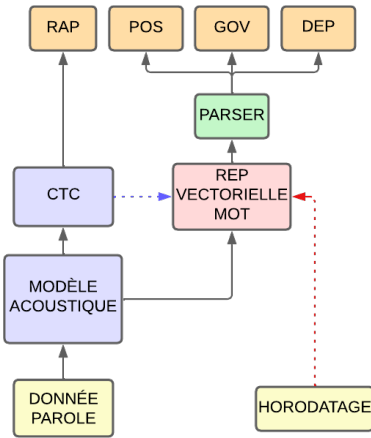 RAP
POS
GOV
DEP
PARSER
CTC
REP
VECTORIELLE
MOT
MODÈLE
ACOUSTIQUE
DONNÉE
PAROLE
HORODATAGE